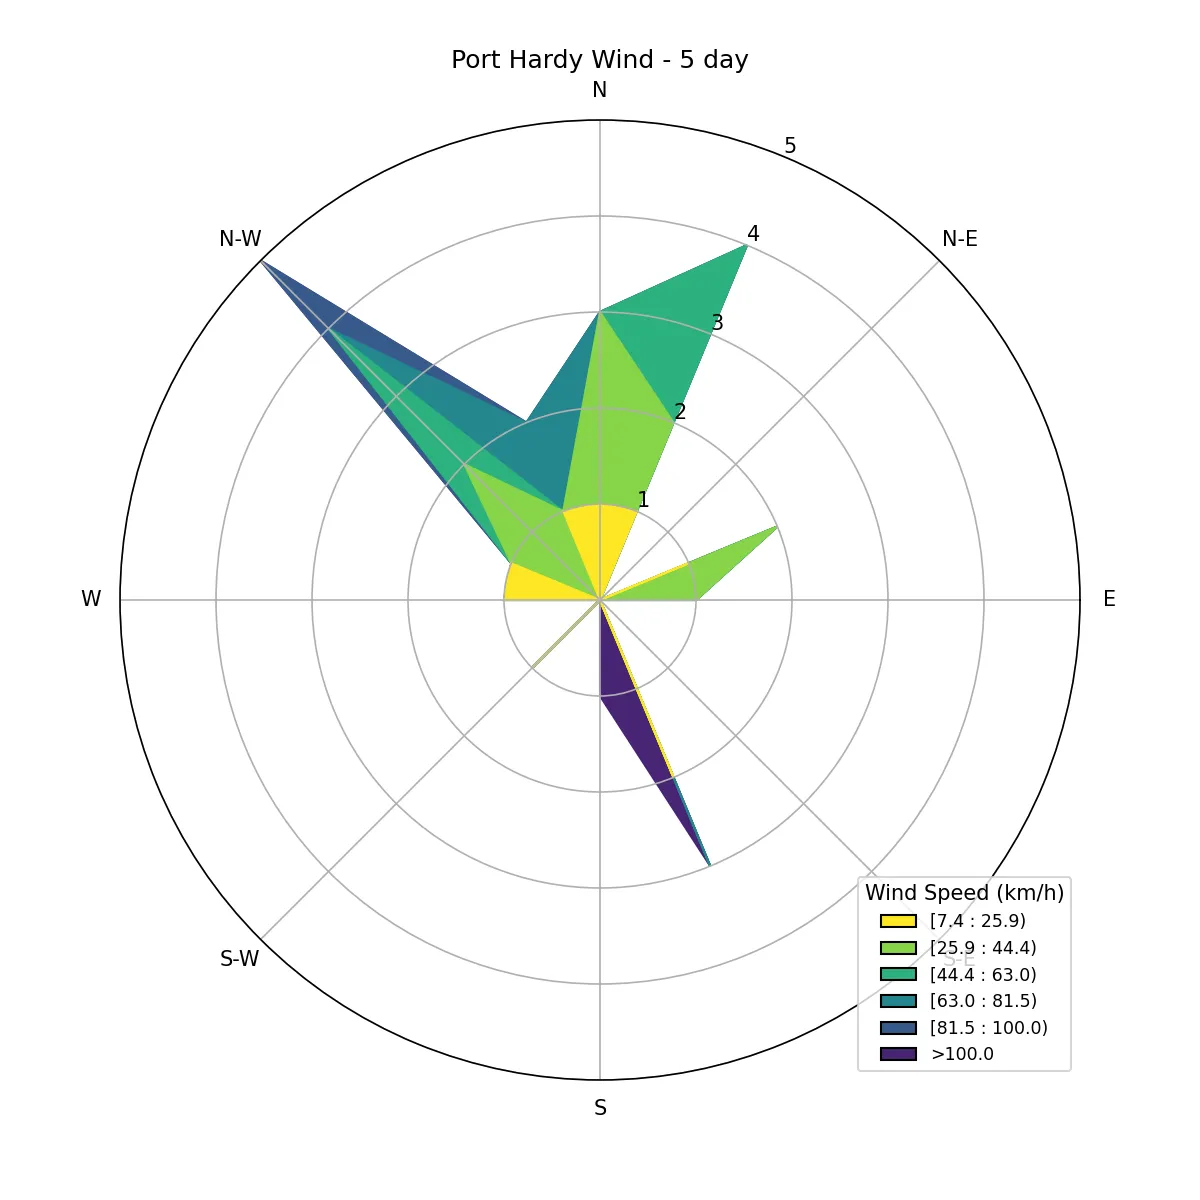 Port Hardy Wind - 5 day
N
5
4
N-W
N-E
3
2
1
W
E
Wind Speed (km/h)
[7.4 : 25.9)
[25.9 : 44.4)
[44.4 : 63.0)
[63.0 : 81.5)
[81.5 : 100.0)
>100.0
S-W
S-E
S